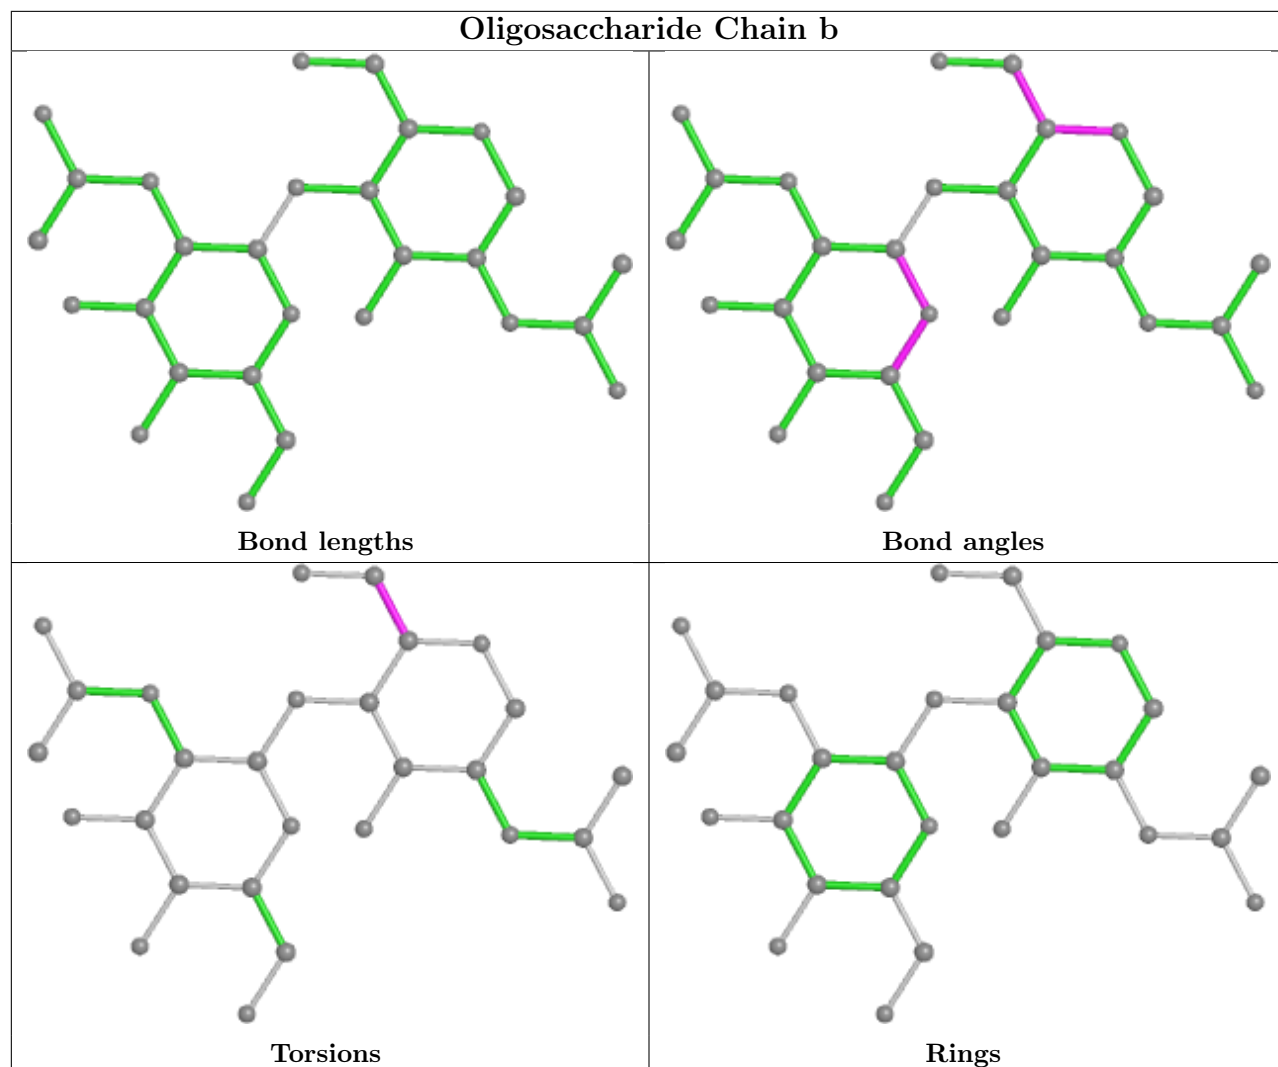 Oligosaccharide Chain b
Bond lengths
Bond angles
Torsions
Rings